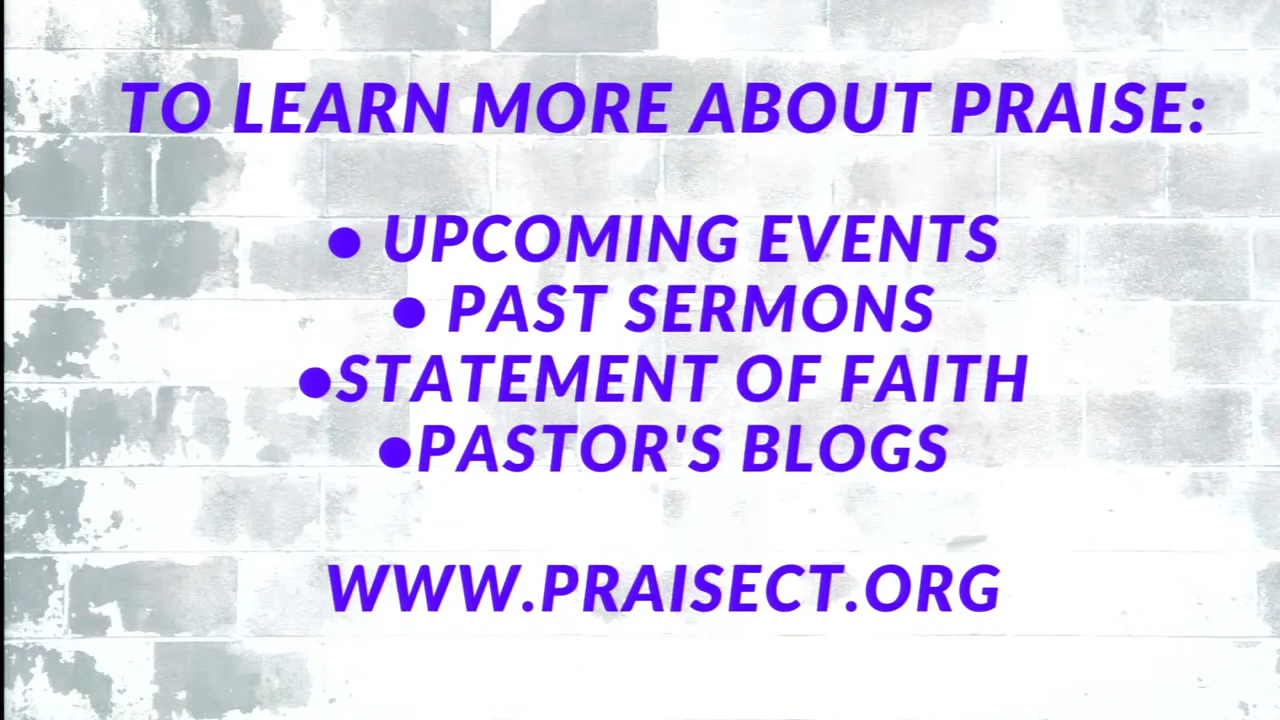 TO LEARN MORE ABOUT PRAISE:
• UPCOMING EVENTS
• PAST SERMONS
•STATEMENT OF FAITH
•PASTOR'S BLOGS
WWW.PRAISECT.ORG